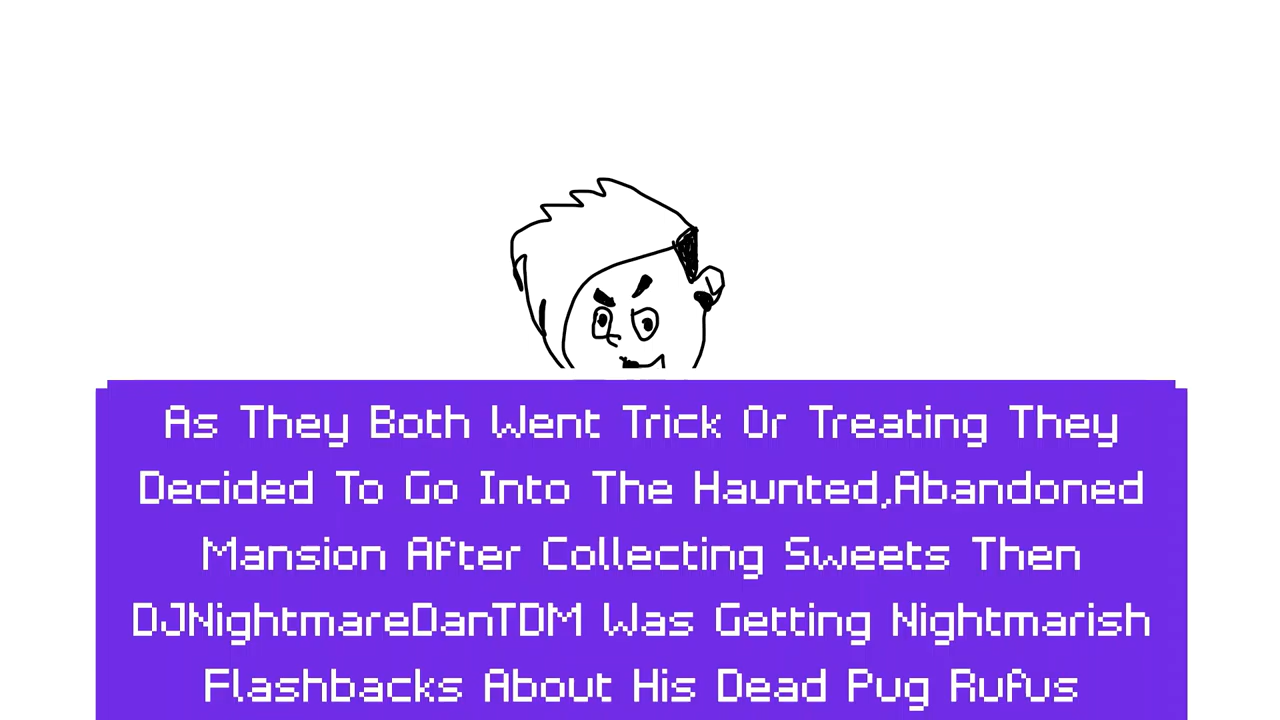 As They Both Went Trick Or Treating They
Decided To Go Into The Haunted,Abandoned
Mansion After Collecting Sweets Then
DJNightmareDanTDM Was Getting Nightmarish
Flashbacks About His Dead Pug Rufus